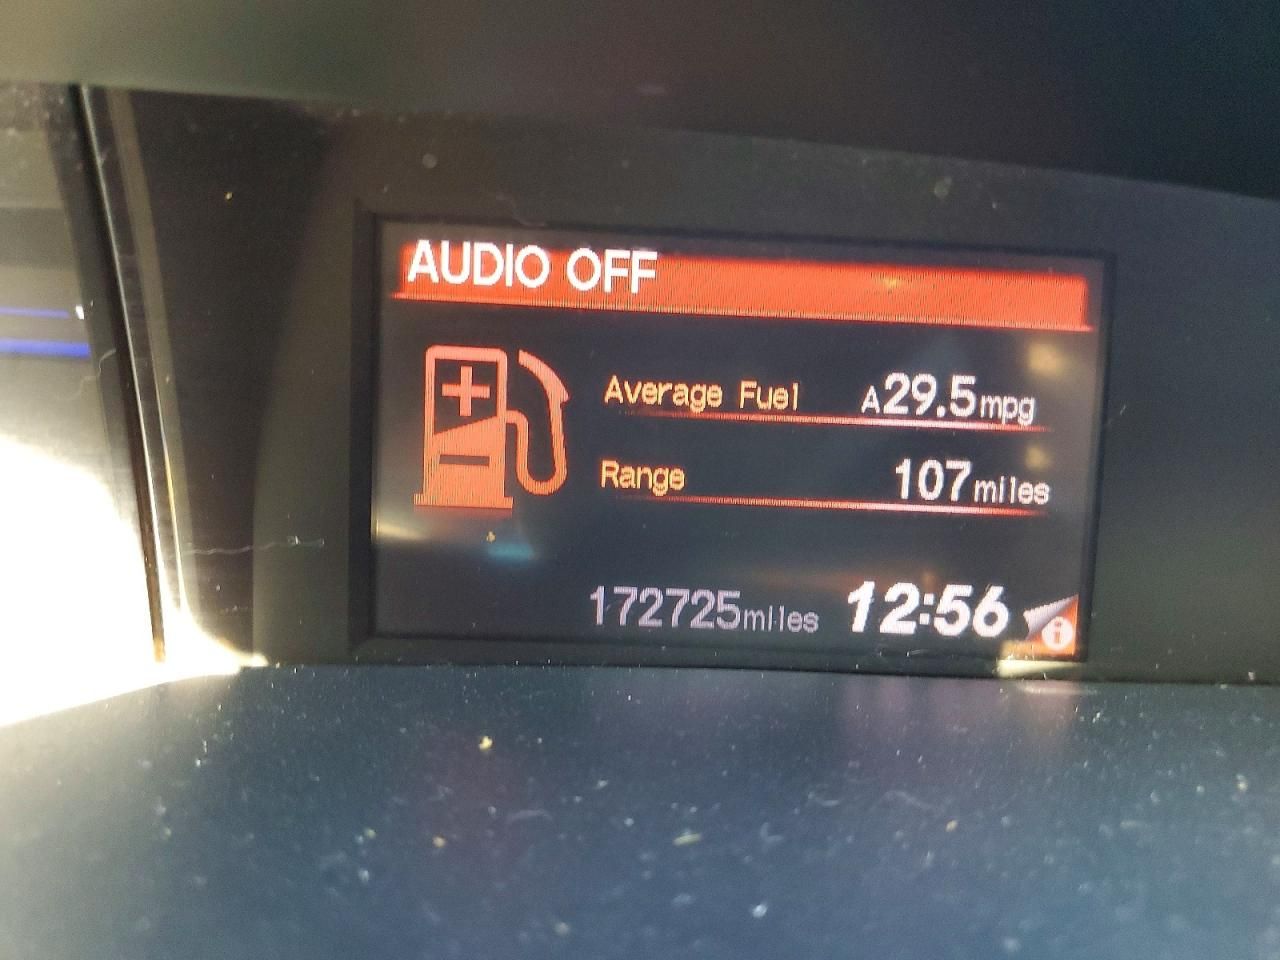 AUDIO OFF
Average Fuel A29.5mpg
Range 107miles
172725miles 12:56 i